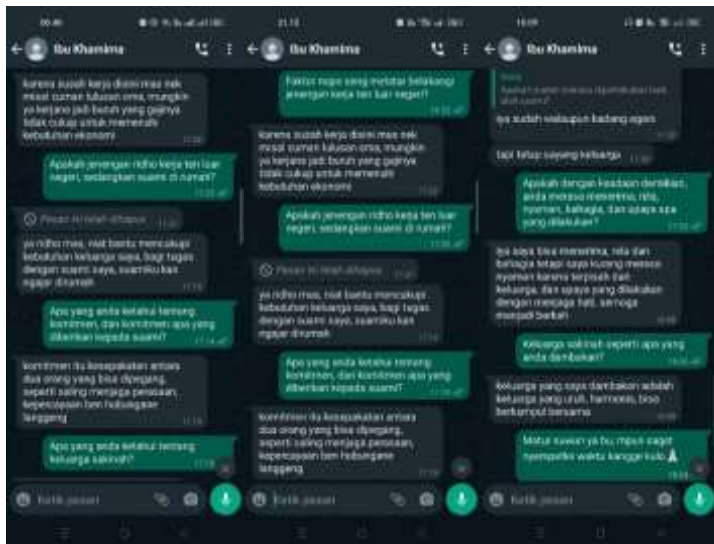 09.46
Ibu Khamima
karena susah kerja disini mas nek
misal cuman lulusan sma, mungkin
ya kerjane jadi buruh yang gajinya
tidak cukup untuk memenuhi
kebutuhan ekonomi
Apakah jenengan ridho kerja ten luar
negeri, sedangkan suami di rumah?
Pesan ini telah dihapus
ya ridho mas, niat bantu mencukupi
kebutuhan keluarga saya, bagi tugas
dengan suami saya, suamiku kan
ngajar dirumah
Apa yang anda ketahui tentang
komitmen, dan komitmen apa yang
diberikan kepada suami?
komitmen itu kesepakatan antara
dua orang yang bisa dipegang,
seperti saling menjaga perasaan,
kepercayaan ben hubungane
langgeng
Apa yang anda ketahui tentang
keluarga sakinah?
Ketik pesan
21.10
Ibu Khamima
Faktor nopo seng melatar belakangi
jenengan kerja ten luar negeri?
karena susah kerja disini mas nek
misal cuman lulusan sma, mungkin
ya kerjane jadi buruh yang gajinya
tidak cukup untuk memenuhi
kebutuhan ekonomi
Apakah jenengan ridho kerja ten luar
negeri, sedangkan suami di rumah?
Pesan ini telah dihapus
ya ridho mas, niat bantu mencukupi
kebutuhan keluarga saya, bagi tugas
dengan suami saya, suamiku kan
ngajar dirumah
Apa yang anda ketahui tentang
komitmen, dan komitmen apa yang
diberikan kepada suami?
komitmen itu kesepakatan antara
dua orang yang bisa dipegang,
seperti saling menjaga perasaan,
kepercayaan ben hubungane
langgeng
Ketik pesan
Ibu Khamima
iya sudah walaupun kadang egois
tapi tetap sayang keluarga
Apakah dengan keadaan demikian,
anda merasa menerima, rela,
nyaman, bahagia, dan upaya apa
yang dilakukan?
iya saya bisa menerima, rela dan
bahagia tetapi saya kurang merasa
nyaman karena terpisah dari
keluarga, dan upaya yang dilakukan
dengan menjaga hati, semoga
menjadi berkah
Keluarga sakinah seperti apa yang
anda dambakan?
keluarga yang saya dambakan adalah
keluarga yang utuh, harmonis, bisa
berkumpul bersama
Matur suwun ya bu, mpun sagot
nyempatke waktu kangge kulo
Ketik pesan